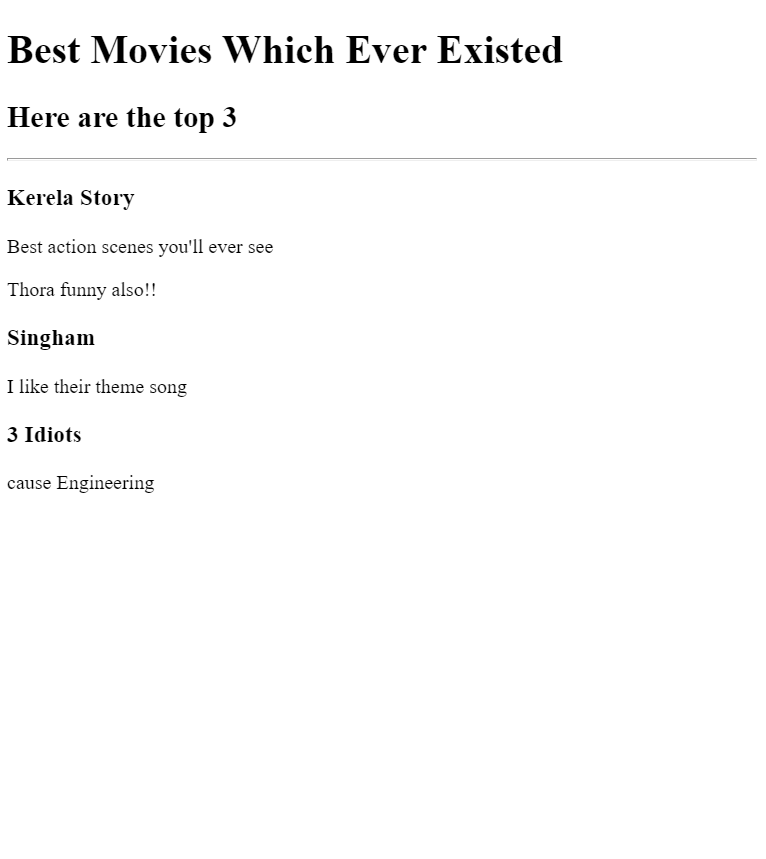 Best Movies Which Ever Existed
Here are the top 3
Kerela Story
Best action scenes you'll ever see
Thora funny also!!
Singham
I like their theme song
3 Idiots
cause Engineering